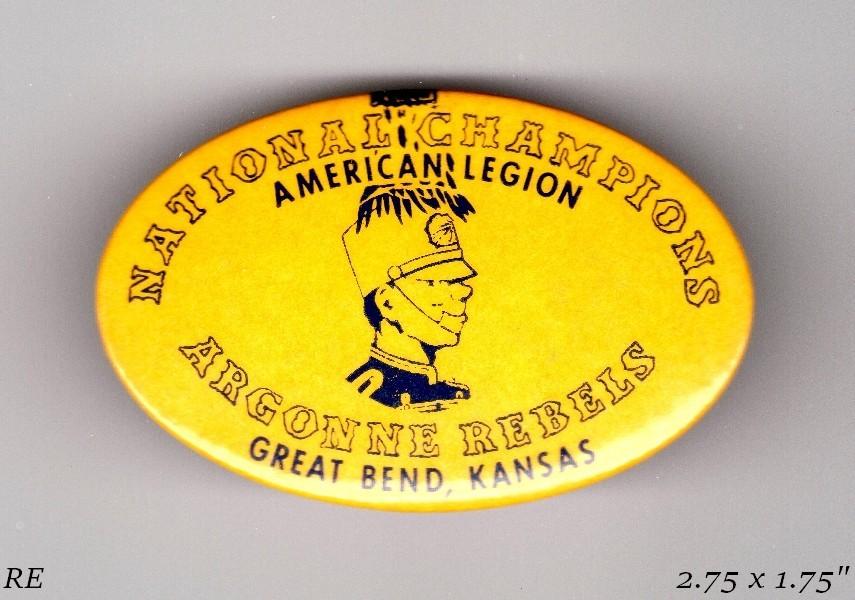 NATIONAL CHAMPIONS
AMERICAN LEGION
ARGONNE REBELS
GREAT BEND, KANSAS
RE
2.75 x 1.75"